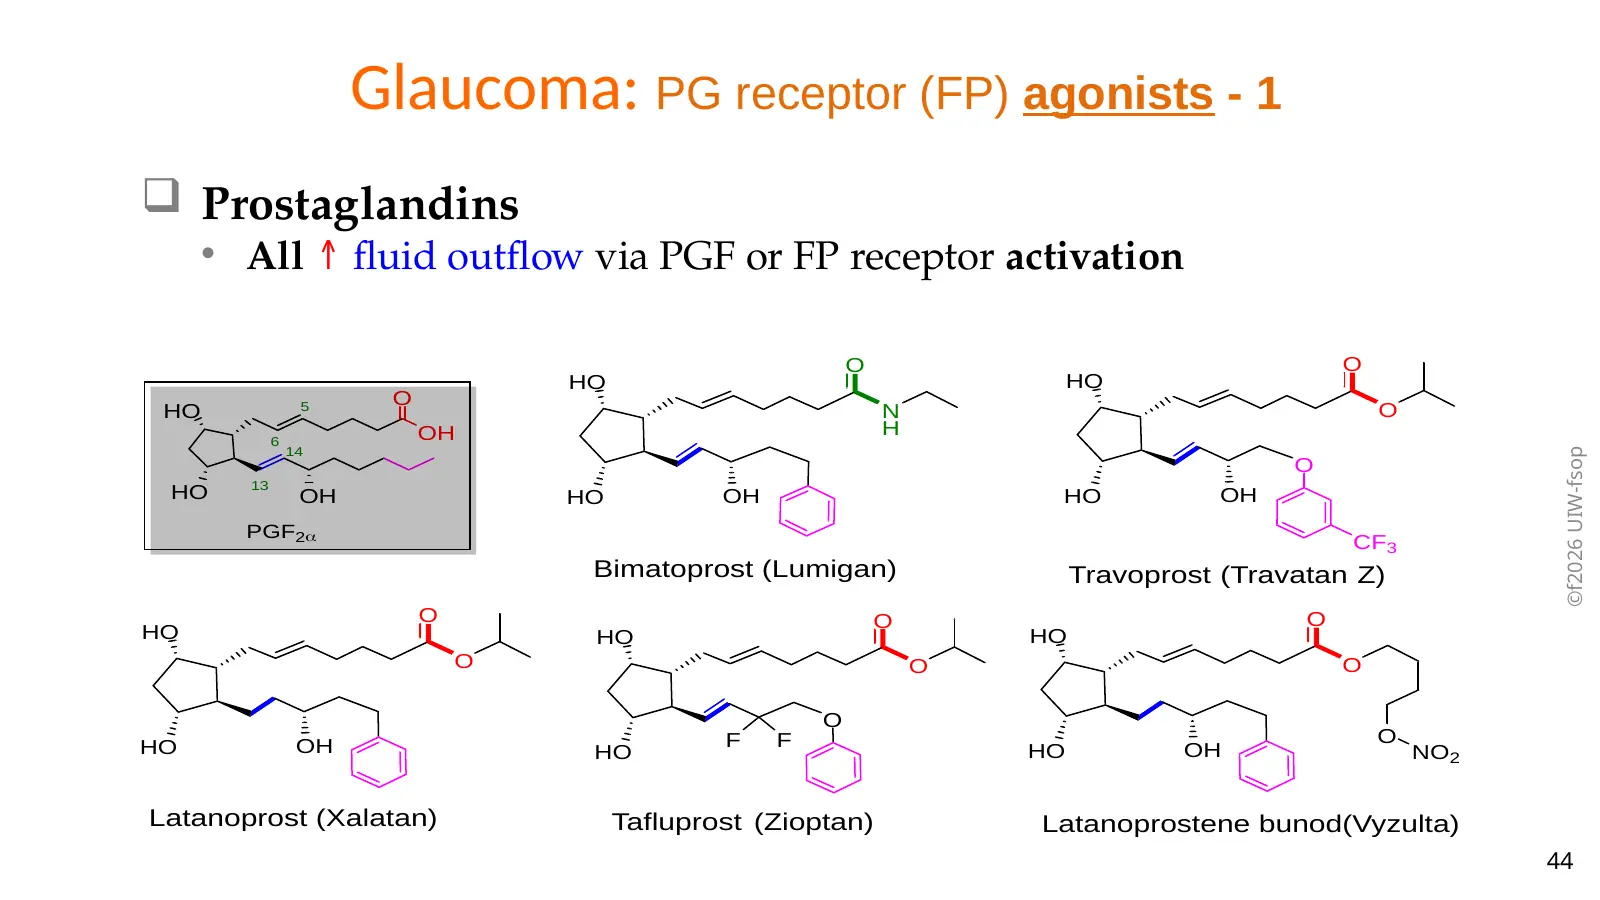 Glaucoma: PG receptor (FP) agonists - 1
❑ Prostaglandins
• All ↑ fluid outflow via PGF or FP receptor activation
HO
O
OH
5
6
14
13
HO
OH
PGF2α
HO
O
N
H
HO
OH
Bimatoprost (Lumigan)
HO
O
O
HO
OH
O
CF3
Travoprost (Travatan Z)
HO
O
O
HO
OH
Latanoprost (Xalatan)
HO
O
O
HO
F
F
O
Tafluprost (Zioptan)
HO
O
O
HO
OH
O
NO2
Latanoprostene bunod(Vyzulta)
©f2026 UIW-fsop
44